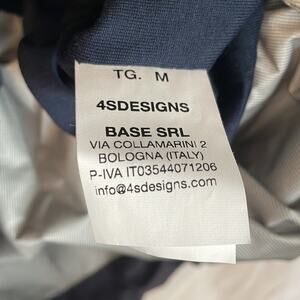 TG. M
4SDESIGNS
BASE SRL
VIA COLLAMARINI 2
BOLOGNA (ITALY)
P-IVA IT03544071206
info@4sdesigns.com